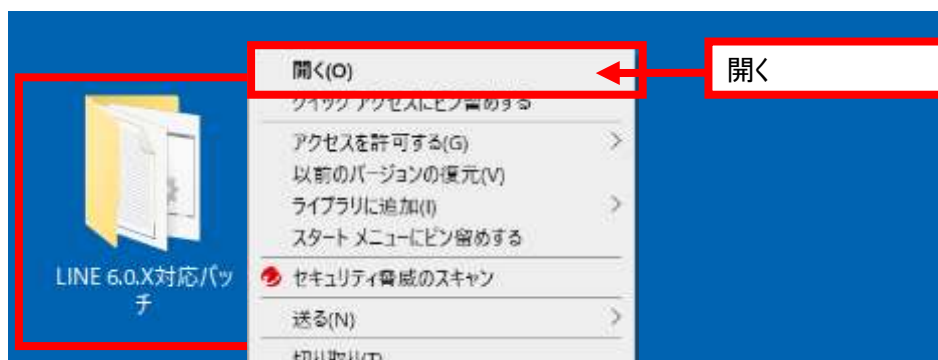 開く(O)
開く
クイック アクセスにピン留めする
アクセスを許可する(G)
以前のバージョンの復元(V)
ライブラリに追加(I)
スタート メニューにピン留めする
LINE 6.0.X対応パッ
チ
セキュリティ脅威のスキャン
送る(N)
切り取り(T)